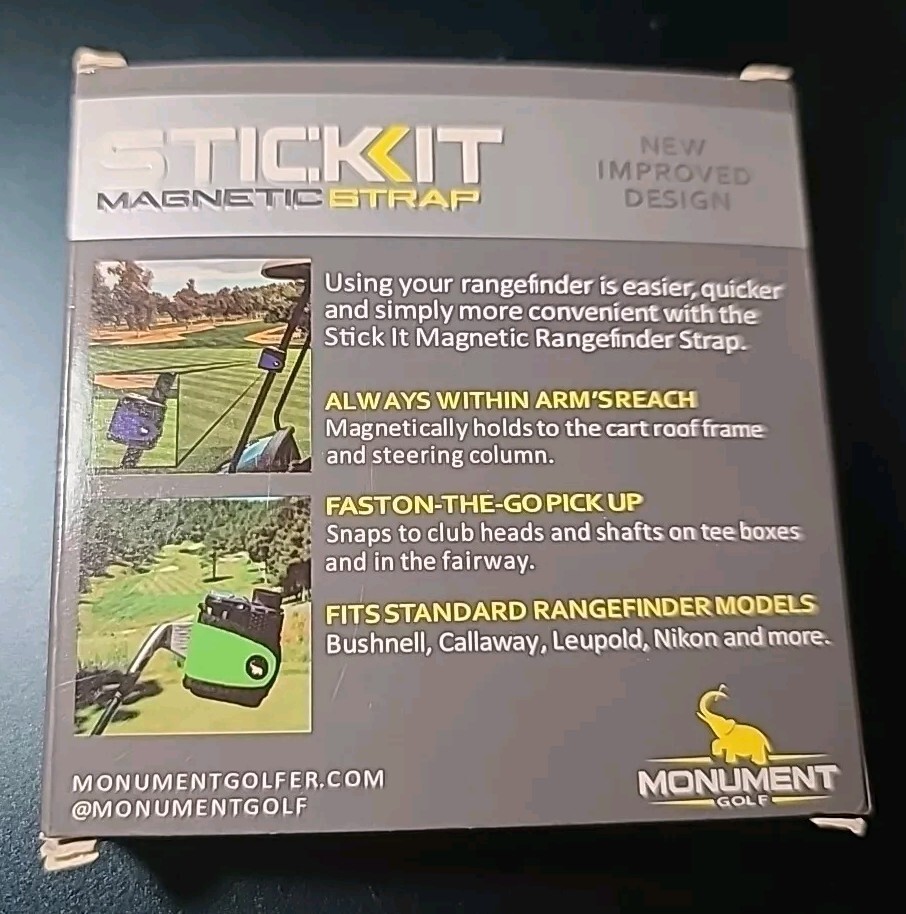 STICK IT
MAGNETIC STRAP
NEW
IMPROVED
DESIGN
Using your rangefinder is easier, quicker
and simply more convenient with the
Stick It Magnetic Rangefinder Strap.
ALWAYS WITHIN ARM'S REACH
Magnetically holds to the cart roof frame
and steering column.
FAST ON-THE-GO PICK UP
Snaps to club heads and shafts on tee boxes
and in the fairway.
FITS STANDARD RANGEFINDER MODELS
Bushnell, Callaway, Leupold, Nikon and more.
MONUMENTGOLFER.COM
@MONUMENTGOLF
MONUMENT
GOLF